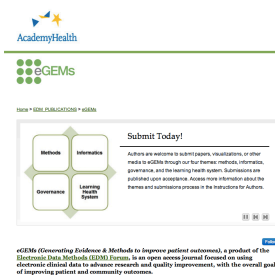 AcademyHealth
eGEMs
Home > EDM_PUBLICATIONS > eGEMs
Methods
Informatics
Governance
Learning
Health
System
Submit Today!
Authors are welcome to submit papers, visualizations, or other
media to eGEMs through our four themes: methods, informatics,
governance, and the learning health system. Submissions are
published upon acceptance. Access more information about the
themes and submissions process in the Instructions for Authors.
Follow
eGEMs (Generating Evidence & Methods to improve patient outcomes), a product of the
Electronic Data Methods (EDM) Forum, is an open access journal focused on using
electronic clinical data to advance research and quality improvement, with the overall goal
of improving patient and community outcomes.